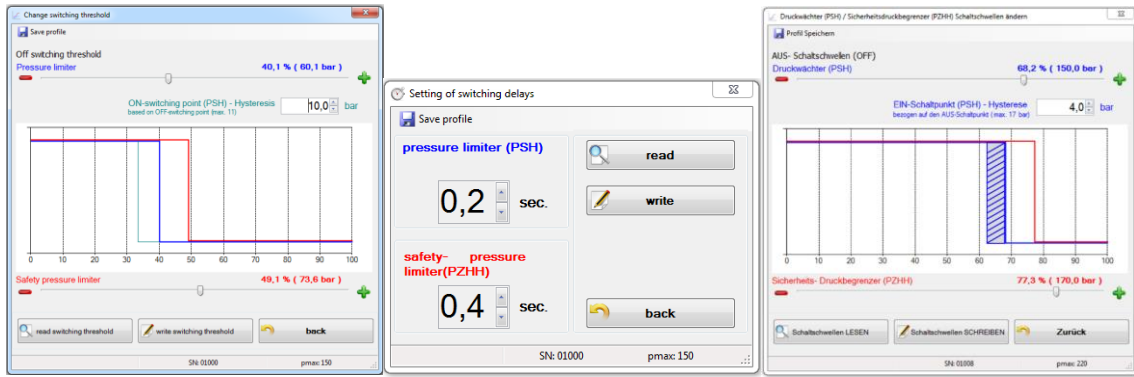 Change switching threshold
Save profile
Off switching threshold
Pressure limiter 40,1 % ( 60,1 bar )
ON-switching point (PSH) - Hysteresis 10,0 bar
based on OFF-switching point (max. 11)
0 10 20 30 40 50 60 70 80 90 100
Safety pressure limiter 49,1 % ( 73,6 bar )
read switching threshold write switching threshold back
SN: 01000 pmax: 150
Setting of switching delays
Save profile
pressure limiter (PSH)
0,2 sec.
read
write
safety- pressure
limiter(PZHH)
0,4 sec.
back
SN: 01000 pmax: 150
Druckwächter (PSH) / Sicherheitsdruckbegrenzer (PZHH) Schaltschwellen ändern
Profil Speichern
AUS- Schaltschwellen (OFF)
Druckwächter (PSH) 68,2 % ( 150,0 bar )
EIN-Schaltpunkt (PSH) - Hysterese 4,0 bar
bezogen auf den AUS-Schaltpunkt (max. 17 bar)
0 10 20 30 40 50 60 70 80 90 100
Sicherheits- Druckbegrenzer (PZHH) 77,3 % ( 170,0 bar )
Schaltschwellen LESEN Schaltschwellen SCHREIBEN Zurück
SN: 01008 pmax: 220